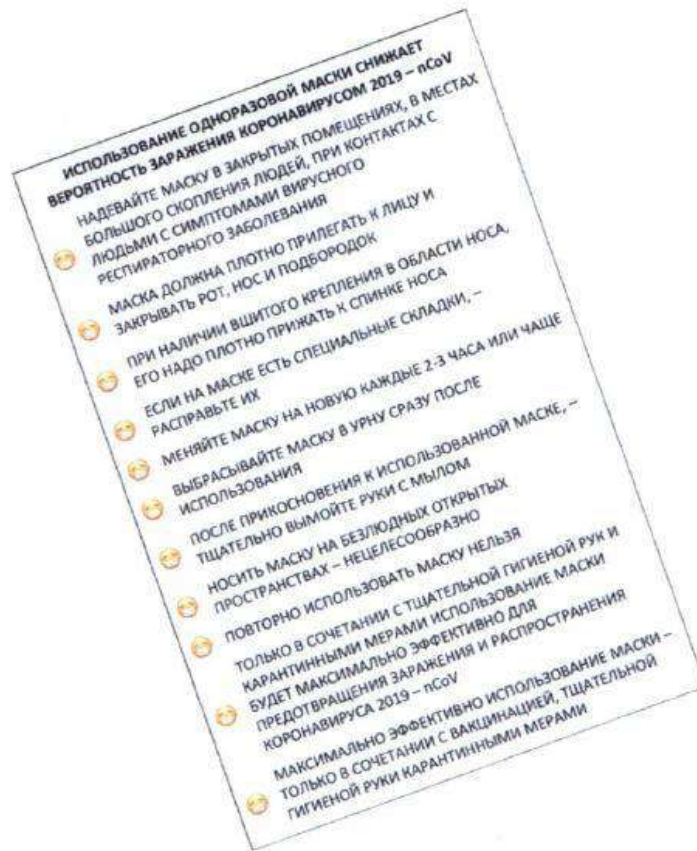 ИСПОЛЬЗОВАНИЕ ОДНОРАЗОВОЙ МАСКИ СНИЖАЕТ
ВЕРОЯТНОСТЬ ЗАРАЖЕНИЯ КОРОНАВИРУСОМ 2019 – nCoV
НАДЕВАЙТЕ МАСКУ В ЗАКРЫТЫХ ПОМЕЩЕНИЯХ, В МЕСТАХ
БОЛЬШОГО СКОПЛЕНИЯ ЛЮДЕЙ, ПРИ КОНТАКТАХ С
ЛЮДЬМИ С СИМПТОМАМИ ВИРУСНОГО
РЕСПИРАТОРНОГО ЗАБОЛЕВАНИЯ
МАСКА ДОЛЖНА ПЛОТНО ПРИЛЕГАТЬ К ЛИЦУ И
ЗАКРЫВАТЬ РОТ, НОС И ПОДБОРОДОК
ПРИ НАЛИЧИИ ВШИТОГО КРЕПЛЕНИЯ В ОБЛАСТИ НОСА,
ЕГО НАДО ПЛОТНО ПРИЖАТЬ К СПИНКЕ НОСА
ЕСЛИ НА МАСКЕ ЕСТЬ СПЕЦИАЛЬНЫЕ СКЛАДКИ, –
РАСПРАВЬТЕ ИХ
МЕНЯЙТЕ МАСКУ НА НОВУЮ КАЖДЫЕ 2-3 ЧАСА ИЛИ ЧАЩЕ
ВЫБРАСЫВАЙТЕ МАСКУ В УРНУ СРАЗУ ПОСЛЕ
ИСПОЛЬЗОВАНИЯ
ПОСЛЕ ПРИКОСНОВЕНИЯ К ИСПОЛЬЗОВАННОЙ МАСКЕ, –
ТЩАТЕЛЬНО ВЫМОЙТЕ РУКИ С МЫЛОМ
НОСИТЬ МАСКУ НА БЕЗЛЮДНЫХ ОТКРЫТЫХ
ПРОСТРАНСТВАХ – НЕЦЕЛЕСООБРАЗНО
ПОВТОРНО ИСПОЛЬЗОВАТЬ МАСКУ НЕЛЬЗЯ
ТОЛЬКО В СОЧЕТАНИИ С ТЩАТЕЛЬНОЙ ГИГИЕНОЙ РУК И
КАРАНТИННЫМИ МЕРАМИ ИСПОЛЬЗОВАНИЕ МАСКИ
БУДЕТ МАКСИМАЛЬНО ЭФФЕКТИВНО ДЛЯ
ПРЕДОТВРАЩЕНИЯ ЗАРАЖЕНИЯ И РАСПРОСТРАНЕНИЯ
КОРОНАВИРУСА 2019 – nCoV
МАКСИМАЛЬНО ЭФФЕКТИВНО ИСПОЛЬЗОВАНИЕ МАСКИ –
ТОЛЬКО В СОЧЕТАНИИ С ВАКЦИНАЦИЕЙ, ТЩАТЕЛЬНОЙ
ГИГИЕНОЙ РУКИ КАРАНТИННЫМИ МЕРАМИ